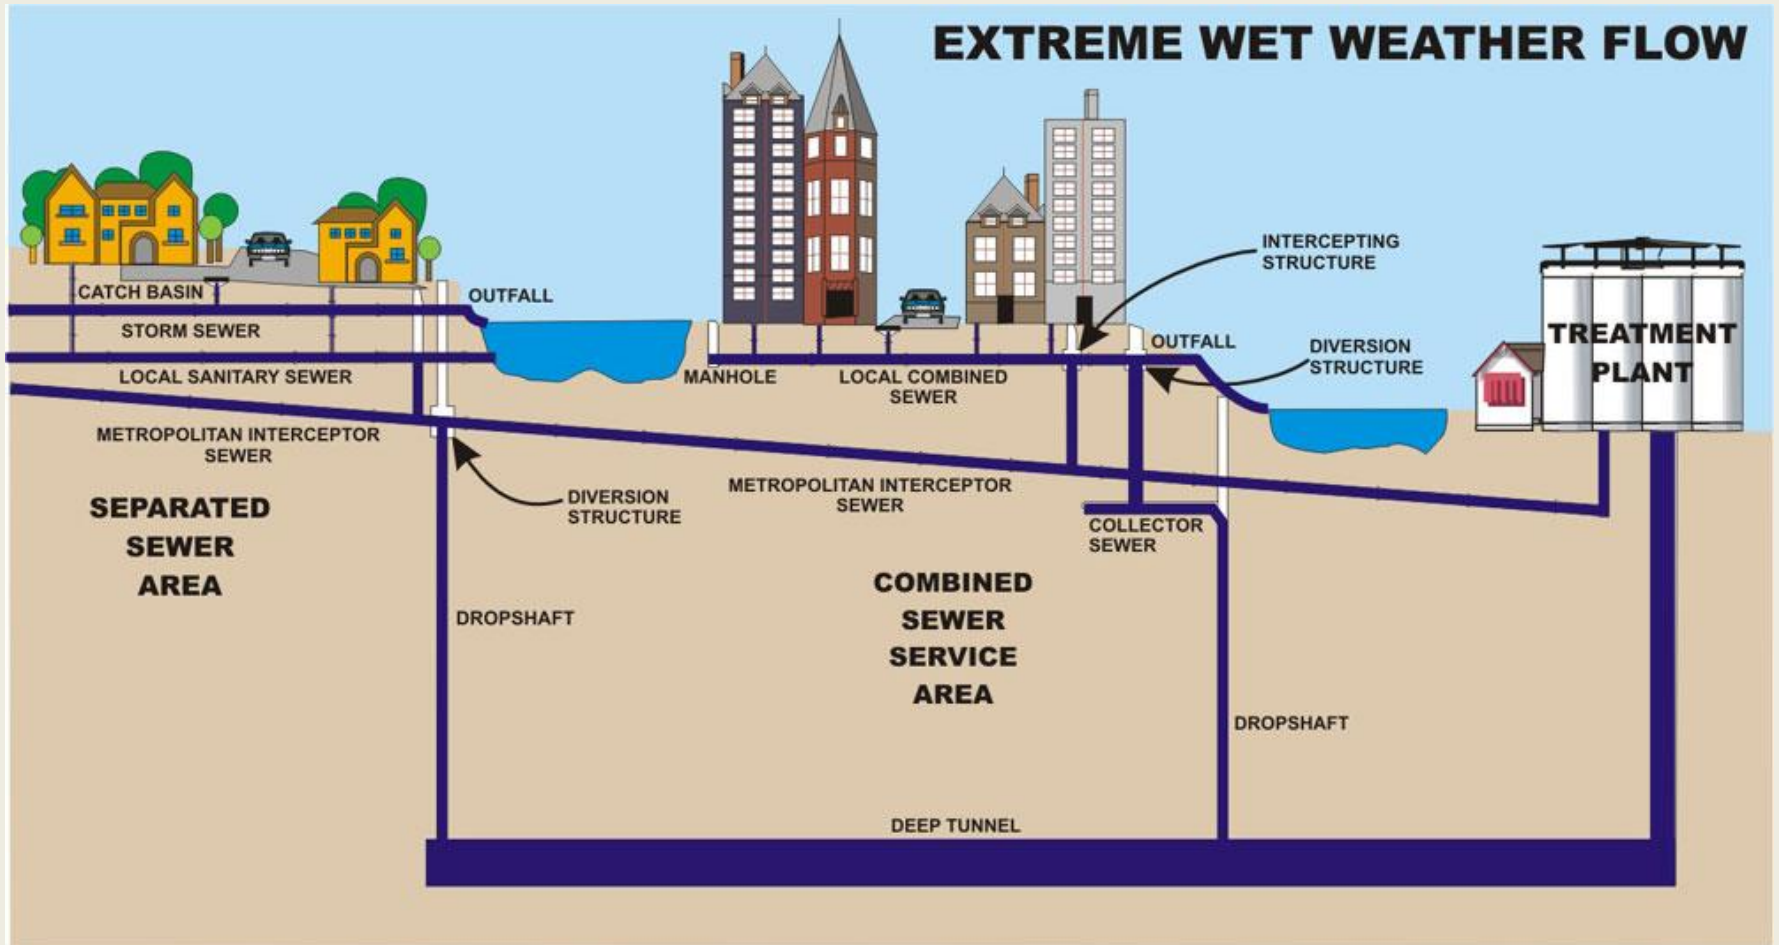 EXTREME WET WEATHER FLOW
INTERCEPTING
STRUCTURE
CATCH BASIN
OUTFALL
STORM SEWER
TREATMENT
PLANT
OUTFALL
DIVERSION
STRUCTURE
LOCAL SANITARY SEWER
MANHOLE
LOCAL COMBINED
SEWER
METROPOLITAN INTERCEPTOR
SEWER
METROPOLITAN INTERCEPTOR
SEWER
DIVERSION
STRUCTURE
SEPARATED
SEWER
AREA
COLLECTOR
SEWER
COMBINED
SEWER
SERVICE
AREA
DROPSHAFT
DROPSHAFT
DEEP TUNNEL